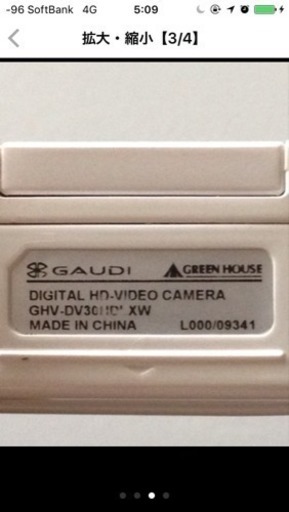 -96 SoftBank 4G 5:09
拡大・縮小【3/4】
GAUDI GREEN HOUSE
DIGITAL HD-VIDEO CAMERA
MADE IN CHINA L000/09341